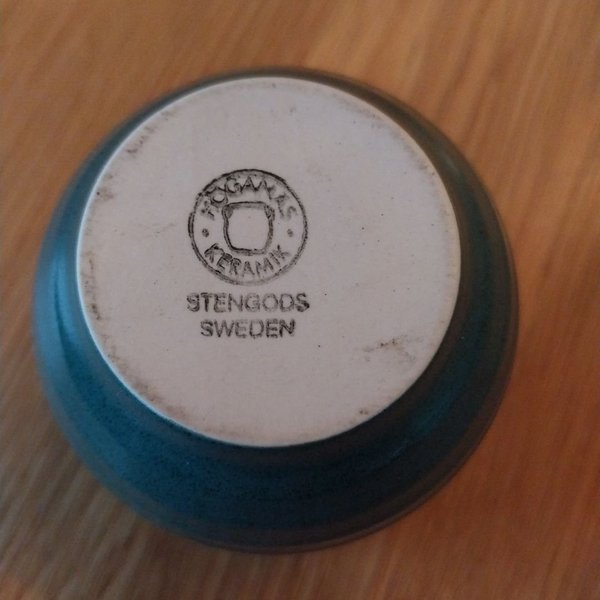 HÖGANÄS
KERAMIK
STENGODS
SWEDEN